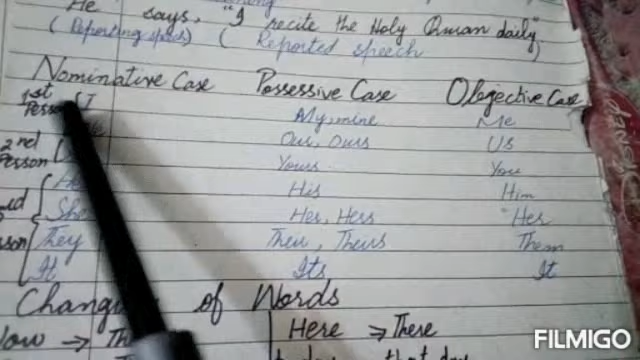 He says, "I recite the Holy Quran daily"
(Reporting speech) ( Reported speech )
Nominative Case Possessive Case Objective Case
1st Person I My, mine Me
Our, Ours Us
2nd Person Yours You
His Him
She Her, Hers Her
They Their, Theirs Them
It Its It
of Words
Now → Here → There
that day
FILMIGO